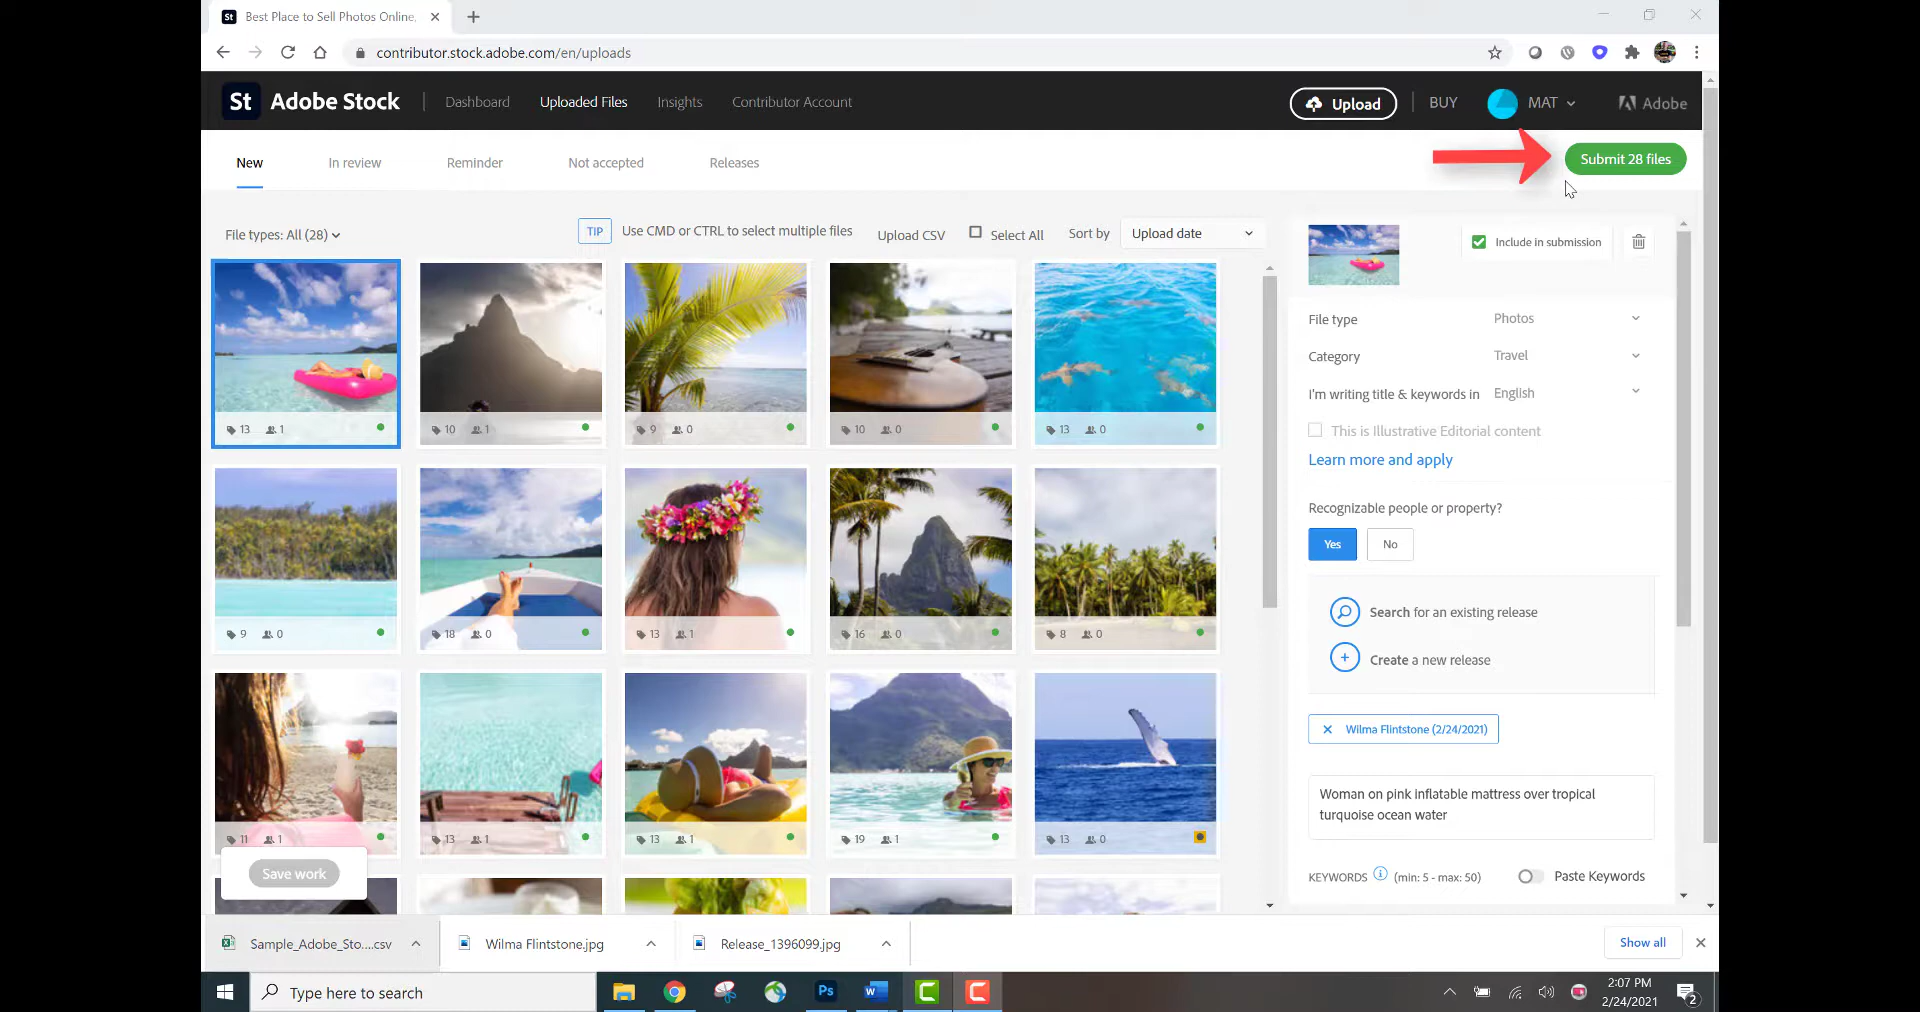 St Best Place to Sell Photos Online,
contributor.stock.adobe.com/en/uploads
St Adobe Stock Dashboard Uploaded Files Insights Contributor Account Upload BUY MAT Adobe
New In review Reminder Not accepted Releases Submit 28 files
File types: All (28) TIP Use CMD or CTRL to select multiple files Upload CSV Select All Sort by Upload date
Include in submission
File type Photos
Category Travel
I'm writing title & keywords in English
This is Illustrative Editorial content
Learn more and apply
13 1 10 1 9 0 10 0 13 0
Recognizable people or property?
Yes No
Search for an existing release
Create a new release
9 0 18 0 13 1 16 0 8 0
Wilma Flintstone (2/24/2021)
Woman on pink inflatable mattress over tropical
turquoise ocean water
11 1 13 1 13 1 19 1 13 0
Save work
KEYWORDS i (min: 5 - max: 50) Paste Keywords
Sample_Adobe_Sto....csv Wilma Flintstone.jpg Release_1396099.jpg Show all
Type here to search Ps W
2:07 PM
2/24/2021
2